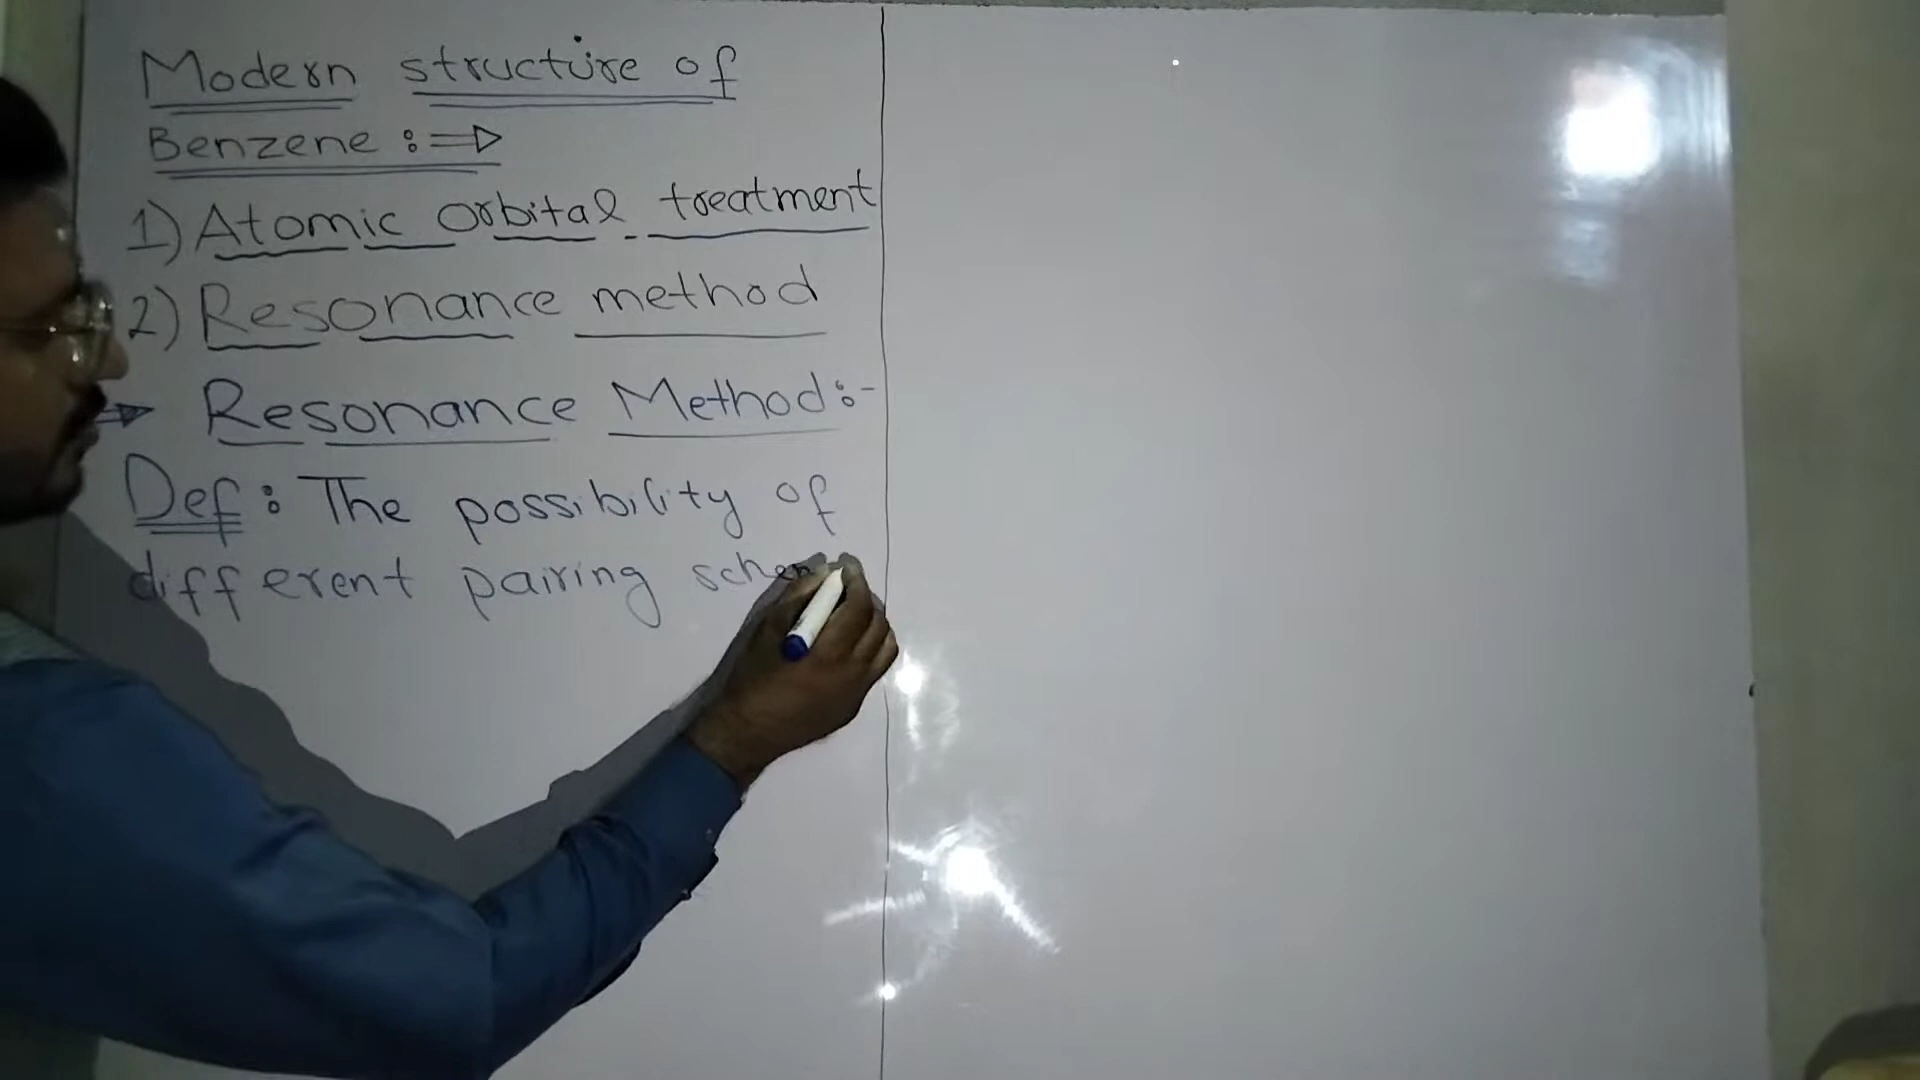 Modern structure of
Benzene :⇒
1) Atomic orbital treatment
2) Resonance method
→ Resonance Method:-
Def: The possibility of
different pairing